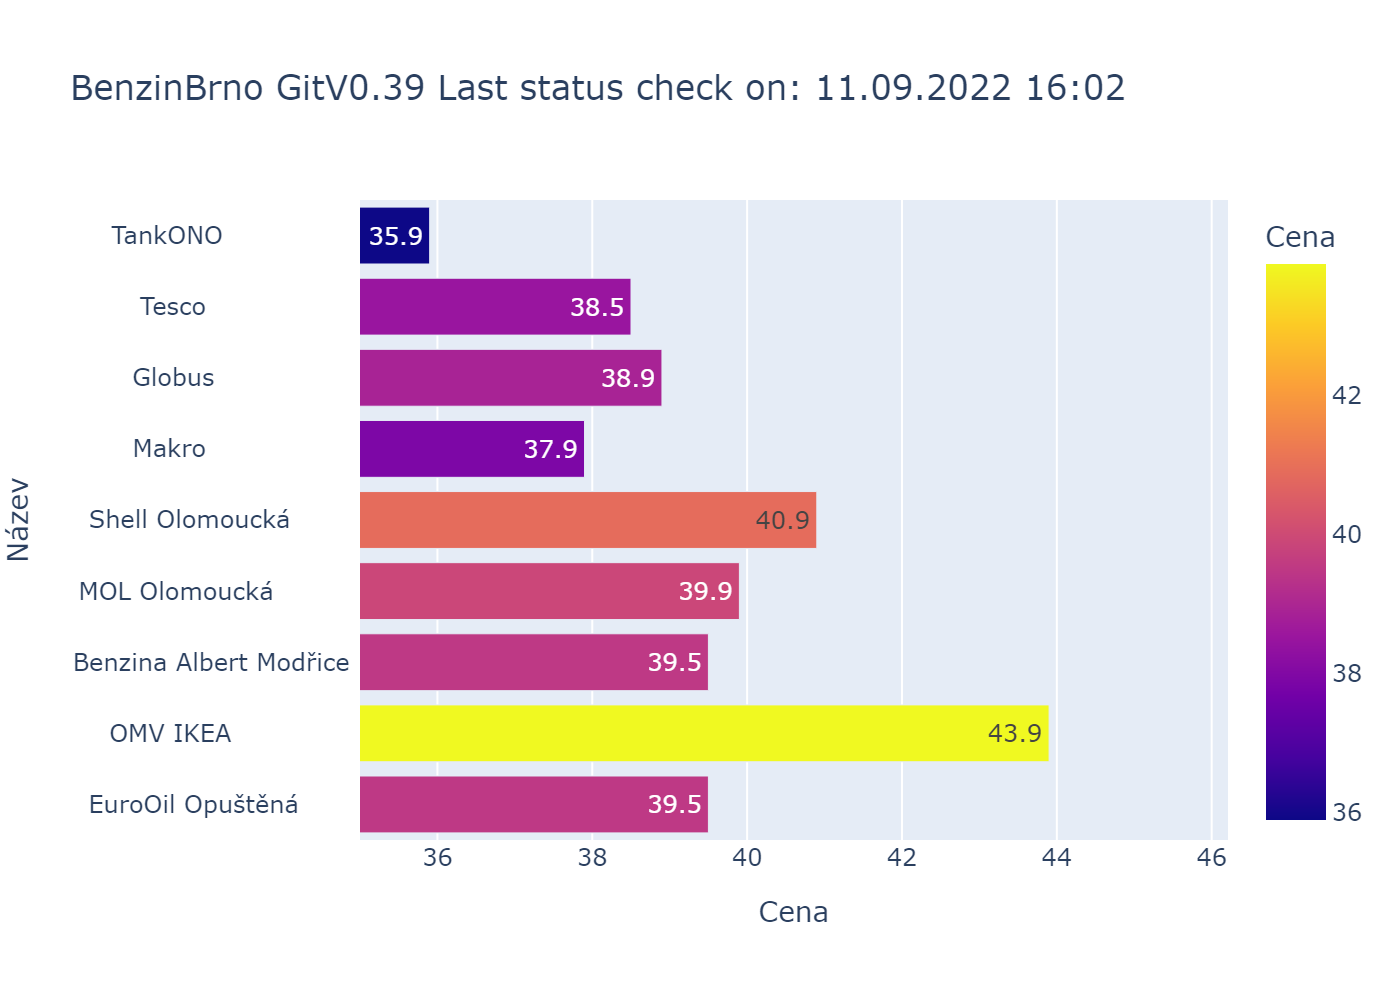 BenzinBrno GitV0.39 Last status check on: 11.09.2022 16:02
Název
TankONO 35.9
Tesco 38.5
Globus 38.9
Makro 37.9
Shell Olomoucká 40.9
MOL Olomoucká 39.9
Benzina Albert Modřice 39.5
OMV IKEA 43.9
EuroOil Opuštěná 39.5
36 38 40 42 44 46
Cena
Cena
42
40
38
36